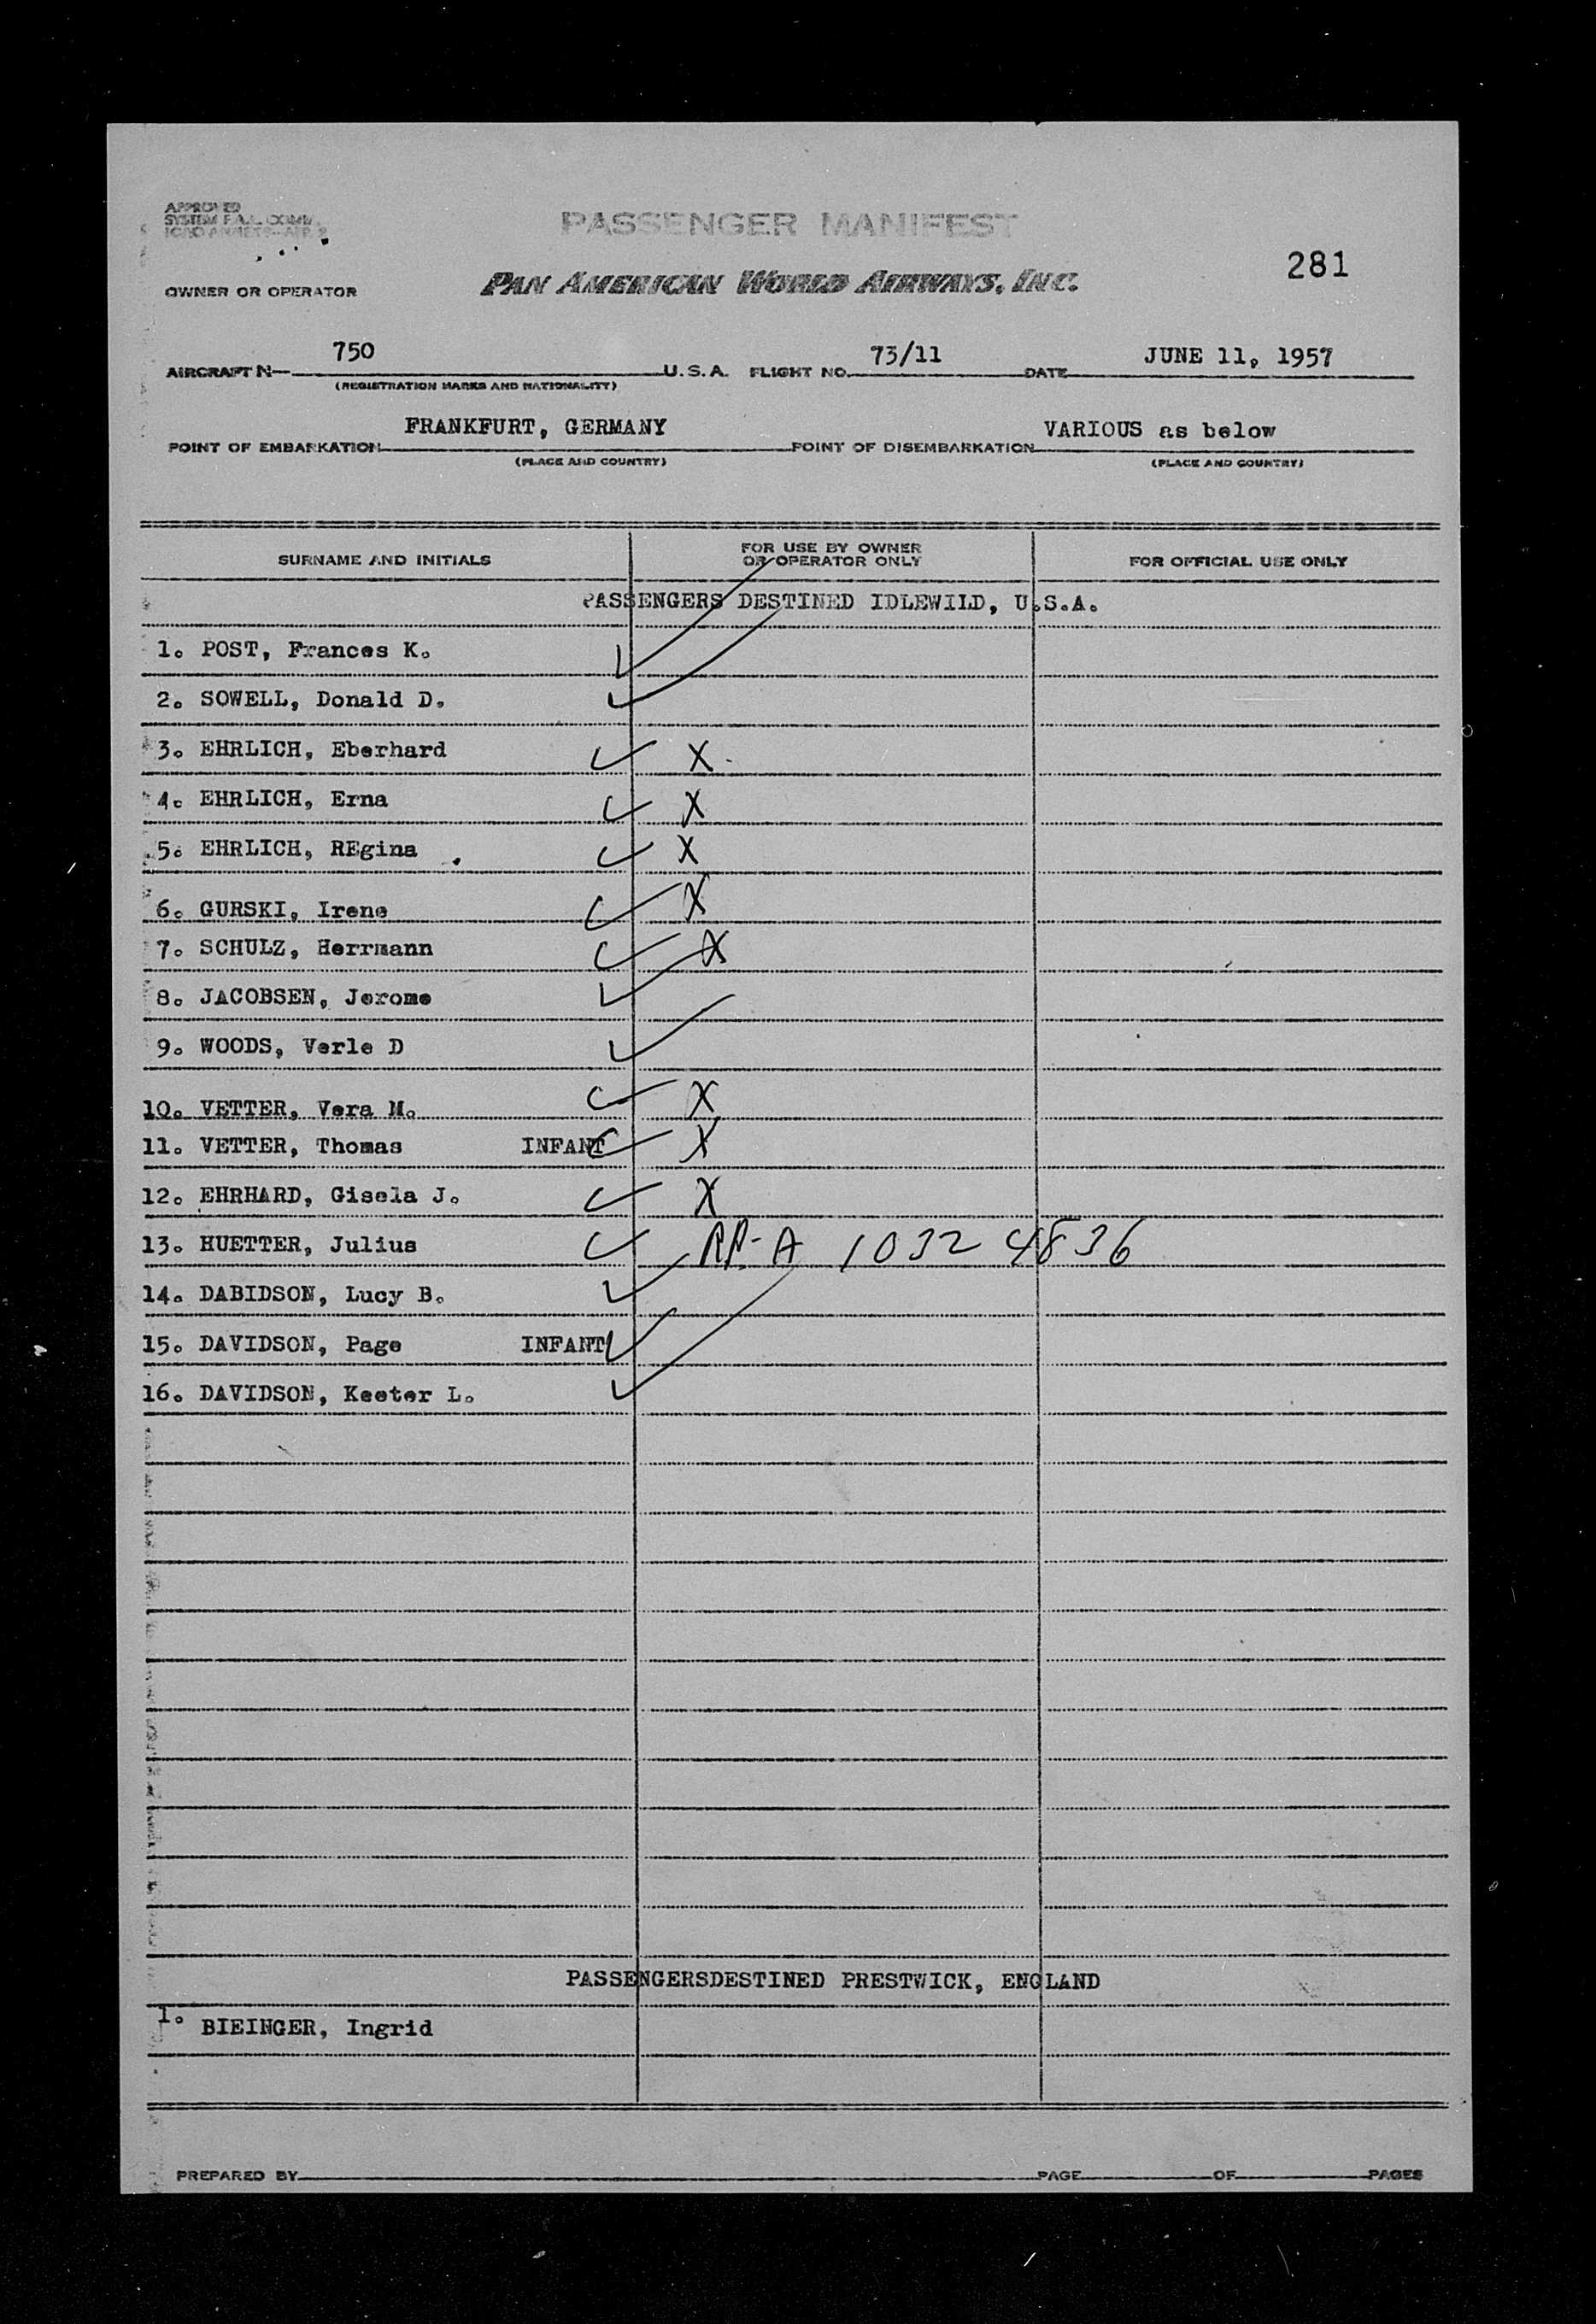 APPROVED
SYSTEM F.A.L. COMM.
PASSENGER MANIFEST
281
OWNER OR OPERATOR PAN AMERICAN WORLD AIRWAYS, INC.
AIRCRAFT N— 750 U.S.A. FLIGHT NO. 73/11 DATE JUNE 11, 1957
(REGISTRATION MARKS AND NATIONALITY)
POINT OF EMBARKATION FRANKFURT, GERMANY POINT OF DISEMBARKATION VARIOUS as below
(PLACE AND COUNTRY) (PLACE AND COUNTRY)
SURNAME AND INITIALS FOR USE BY OWNER OR OPERATOR ONLY FOR OFFICIAL USE ONLY
PASSENGERS DESTINED IDLEWILD, U.S.A.
1. POST, Frances K. ✓
2. SOWELL, Donald D. ✓
3. EHRLICH, Eberhard ✓ X
4. EHRLICH, Erna ✓ X
5. EHRLICH, REgina ✓ X
6. GURSKI, Irene ✓ X
7. SCHULZ, Herrmann ✓ X
8. JACOBSEN, Jerome ✓
9. WOODS, Verle D ✓
10. VETTER, Vera M. ✓ X
11. VETTER, Thomas INFANT ✓ X
12. EHRHARD, Gisela J. ✓ X
13. HUETTER, Julius ✓ RP-A 10324836
14. DABIDSON, Lucy B. ✓
15. DAVIDSON, Page INFANT ✓
16. DAVIDSON, Keeter L. ✓
PASSENGERSDESTINED PRESTWICK, ENGLAND
1. BIEINGER, Ingrid
PREPARED BY PAGE OF PAGES